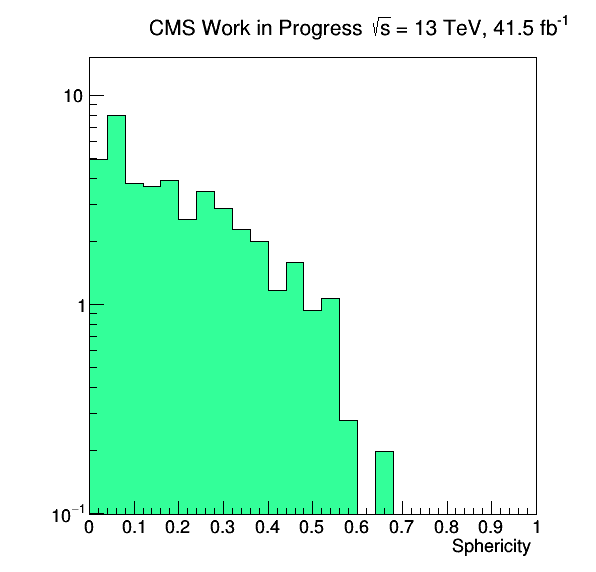 CMS Work in Progress √s = 13 TeV, 41.5 fb⁻¹
10
1
10⁻¹
0 0.1 0.2 0.3 0.4 0.5 0.6 0.7 0.8 0.9 1
Sphericity